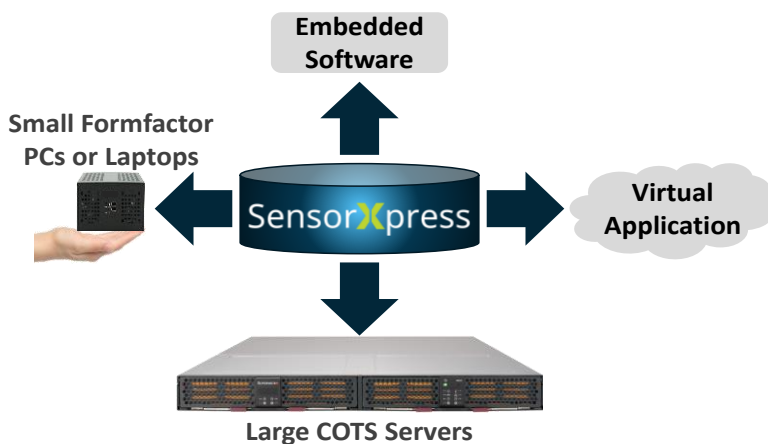 Embedded
Software
Small Formfactor
PCs or Laptops
SensorXpress
Virtual
Application
Large COTS Servers